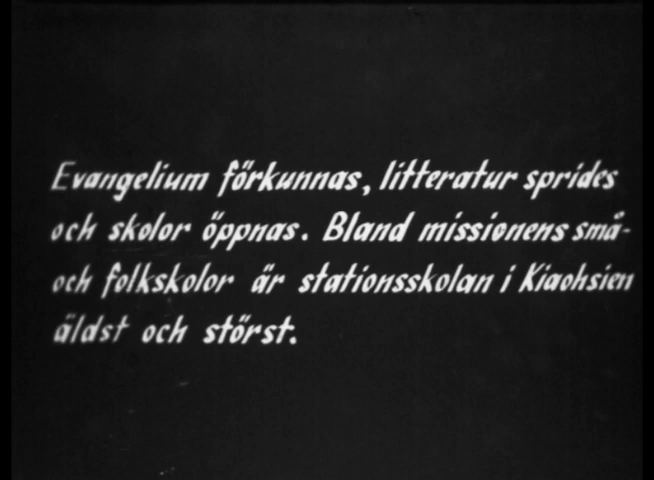 Evangelium förkunnas, litteratur sprides
och skolor öppnas. Bland missionens små-
och folkskolor är stationsskolan i Kiaohsien
äldst och störst.